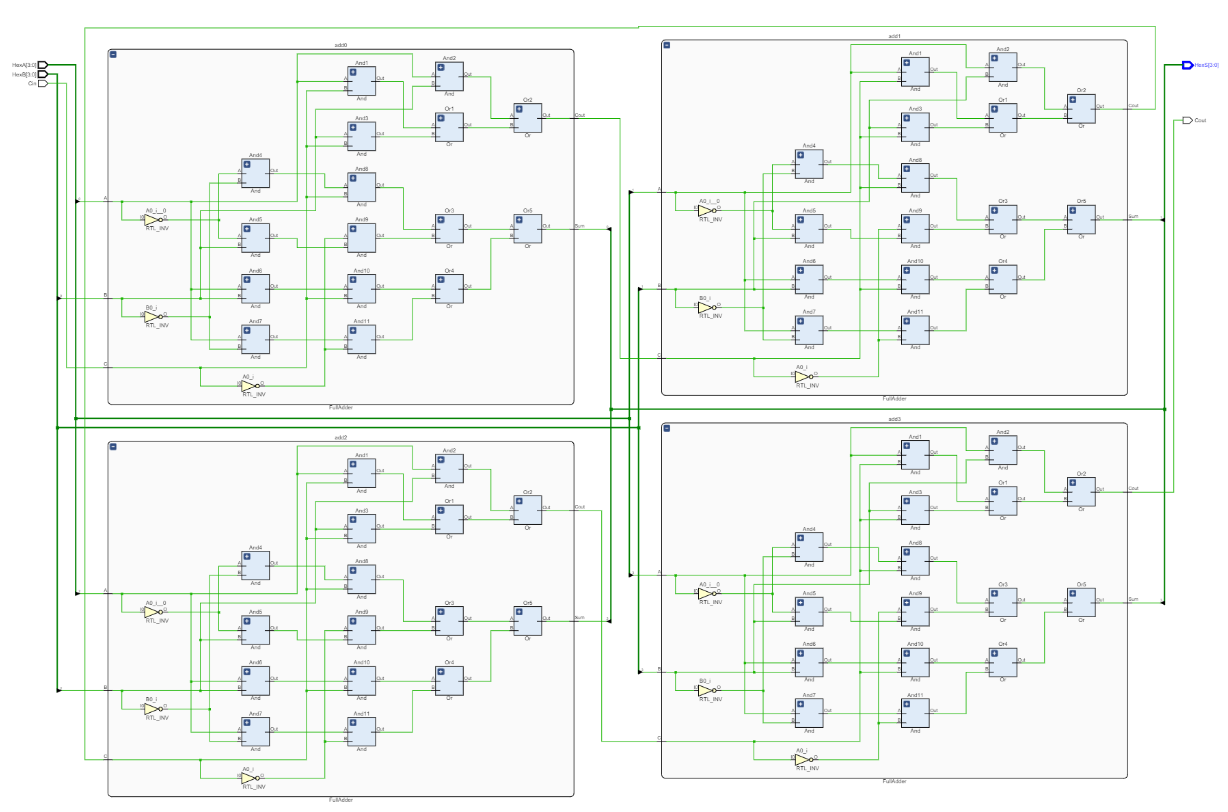 HexA[3:0]
HexB[3:0]
Cin
add0
And1
And
And2
And
And3
And
Or1
Or
Or2
Or
Cout
And4
And
And8
And
A0_i__0
RTL_INV
And5
And
And9
And
Or3
Or
Or5
Or
Sum
And6
And
And10
And
Or4
Or
B0_i
RTL_INV
And7
And
And11
And
A0_i
RTL_INV
FullAdder
add1
And1
And
And2
And
And3
And
Or1
Or
Or2
Or
Cout
And4
And
And8
And
A0_i__0
RTL_INV
And5
And
And9
And
Or3
Or
Or5
Or
Sum
And6
And
And10
And
Or4
Or
B0_i
RTL_INV
And7
And
And11
And
A0_i
RTL_INV
FullAdder
HexS[3:0]
Cout
add2
And1
And
And2
And
And3
And
Or1
Or
Or2
Or
Cout
And4
And
And8
And
A0_i__0
RTL_INV
And5
And
And9
And
Or3
Or
Or5
Or
Sum
And6
And
And10
And
Or4
Or
B0_i
RTL_INV
And7
And
And11
And
A0_i
RTL_INV
FullAdder
add3
And1
And
And2
And
And3
And
Or1
Or
Or2
Or
Cout
And4
And
And8
And
A0_i__0
RTL_INV
And5
And
And9
And
Or3
Or
Or5
Or
Sum
And6
And
And10
And
Or4
Or
B0_i
RTL_INV
And7
And
And11
And
A0_i
RTL_INV
FullAdder